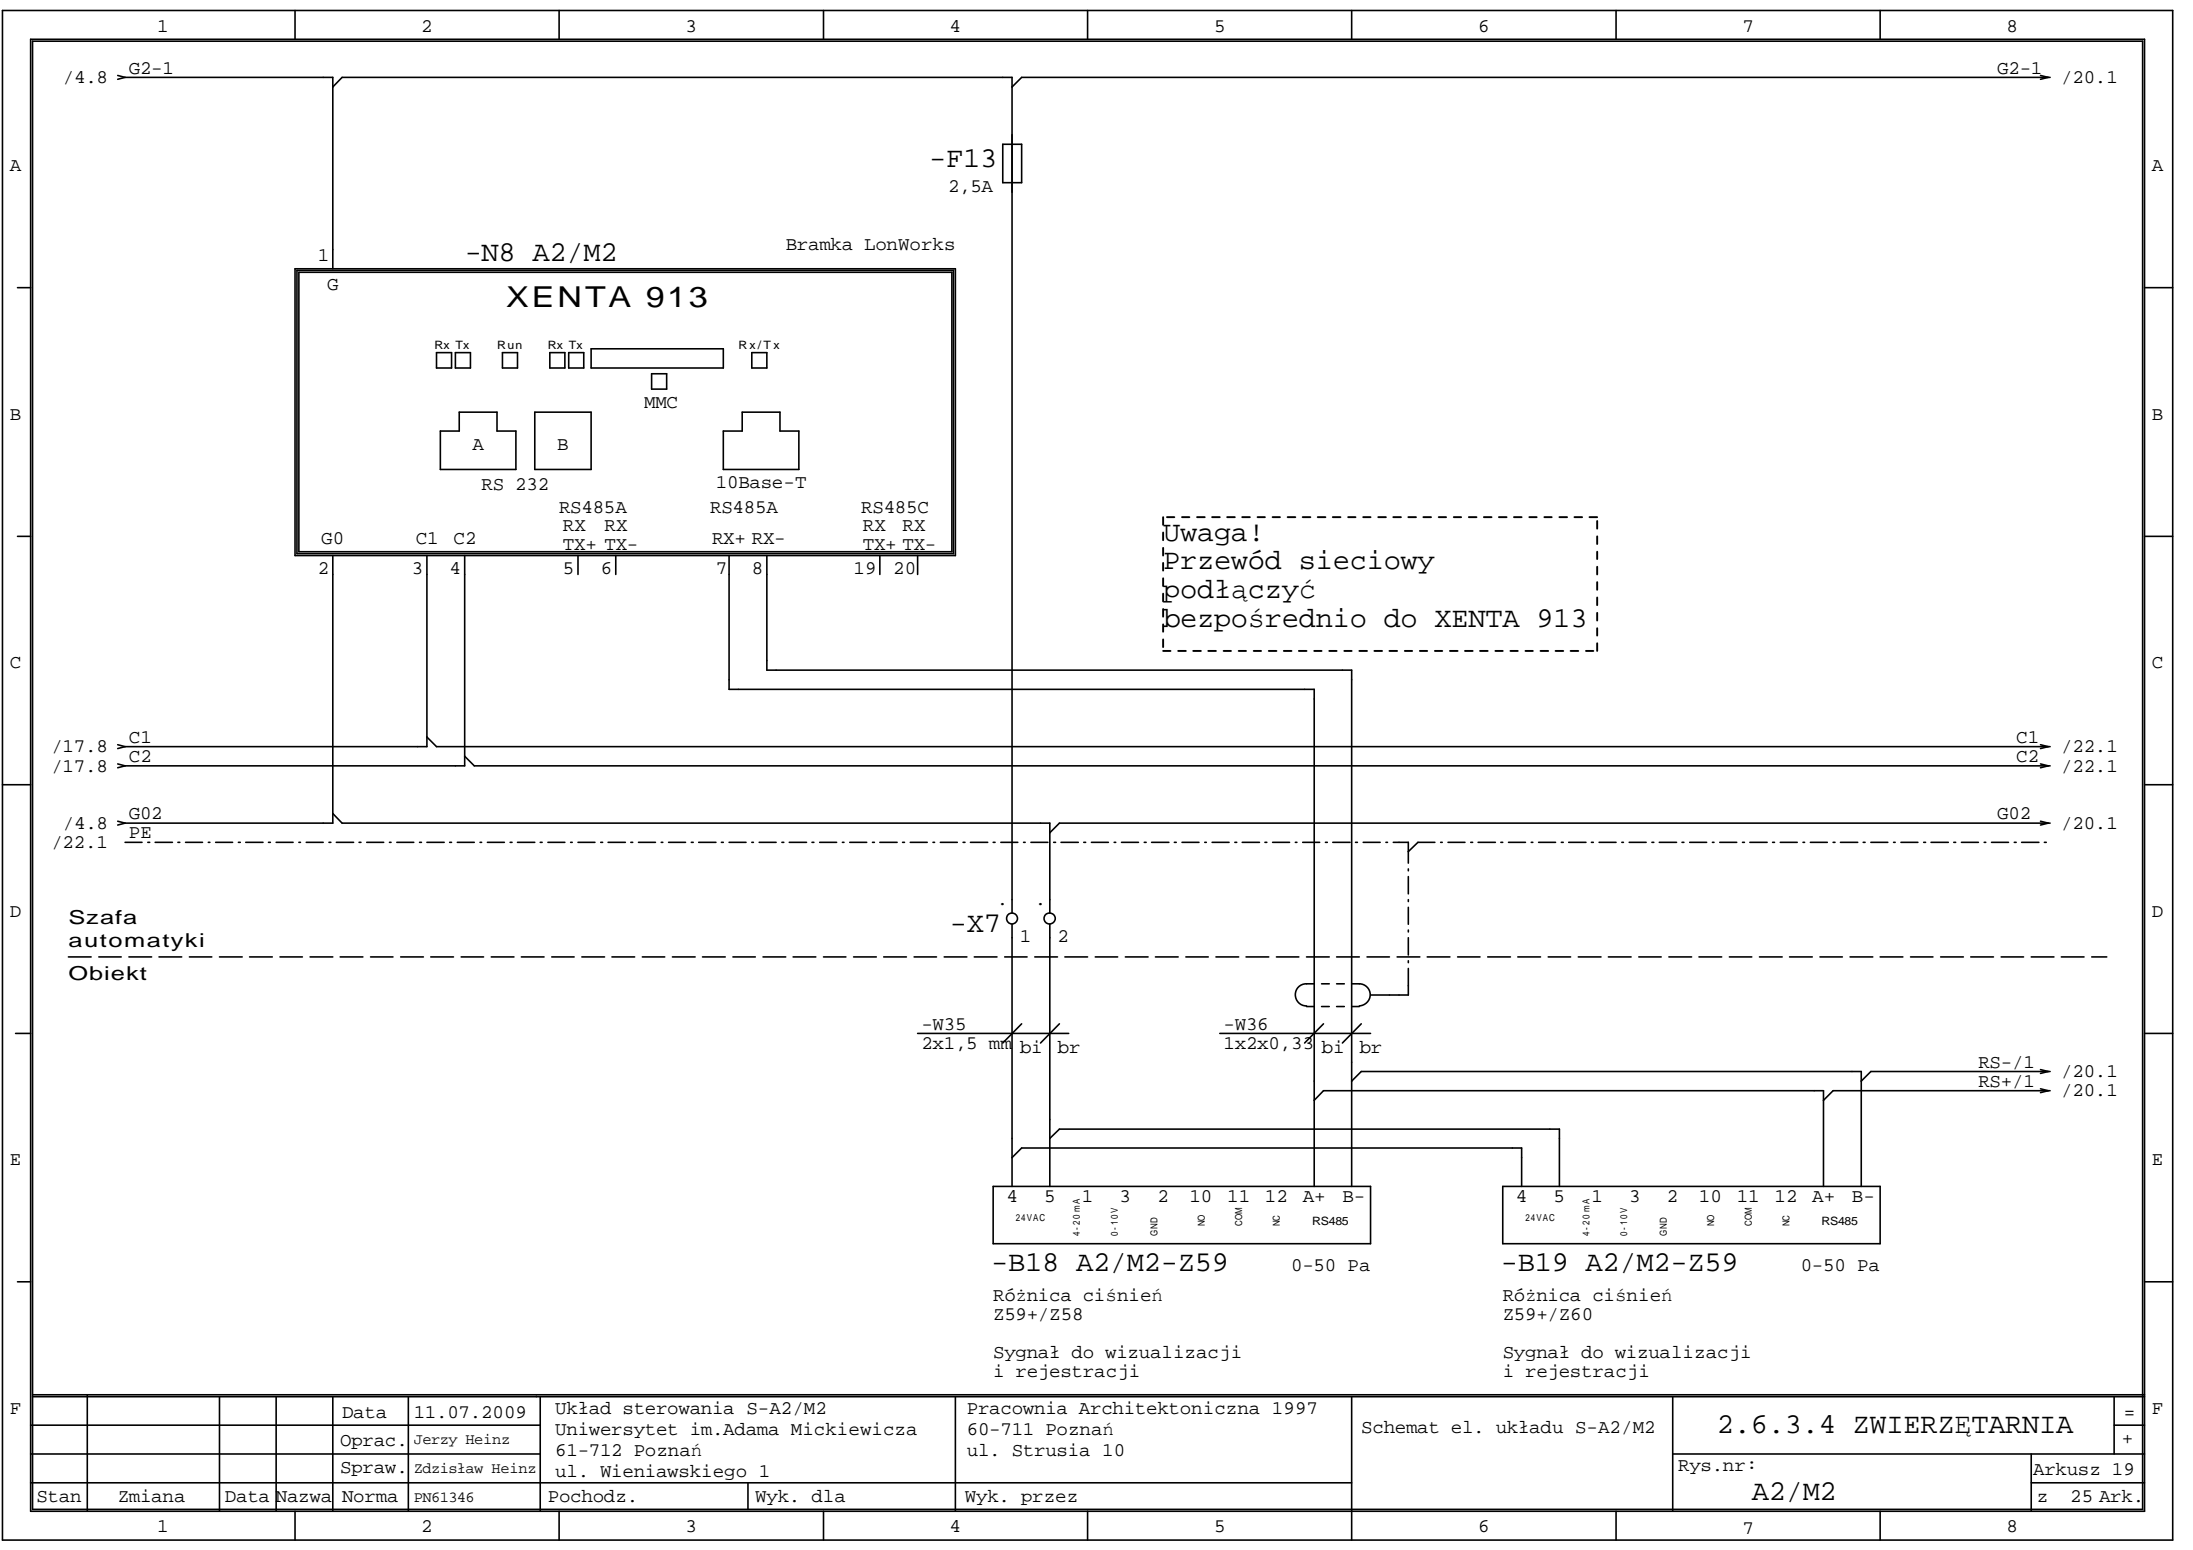 1 2 3 4 5 6 7 8
/4.8 G2-1
G2-1 /20.1
A
A
-F13
2,5A
-N8 A2/M2
Bramka LonWorks
1
G
XENTA 913
Rx Tx Run Rx Tx Rx/Tx
MMC
B
B
A B
RS 232
10Base-T
RS485A RS485A RS485C
RX RX RX RX
G0 C1 C2 TX+ TX- RX+ RX- TX+ TX-
2 3 4 5 6 7 8 19 20
Uwaga!
Przewód sieciowy
podłączyć
bezpośrednio do XENTA 913
C
C
/17.8 C1
C1 /22.1
/17.8 C2
C2 /22.1
/4.8 G02
G02 /20.1
/22.1 PE
D
D
Szafa
automatyki
Obiekt
-X7 1 2
-W35
2x1,5 mm bi br
-W36
1x2x0,33 bi br
RS-/1 /20.1
RS+/1 /20.1
E
E
4 5 1 3 2 10 11 12 A+ B-
24VAC 4-20mA 0-10V GND NO COM NC RS485
4 5 1 3 2 10 11 12 A+ B-
24VAC 4-20mA 0-10V GND NO COM NC RS485
-B18 A2/M2-Z59 0-50 Pa
Różnica ciśnień
Z59+/Z58
Sygnał do wizualizacji
i rejestracji
-B19 A2/M2-Z59 0-50 Pa
Różnica ciśnień
Z59+/Z60
Sygnał do wizualizacji
i rejestracji
F
F
Data 11.07.2009
Oprac. Jerzy Heinz
Spraw. Zdzisław Heinz
Stan Zmiana Data Nazwa Norma PN61346
Układ sterowania S-A2/M2
Uniwersytet im.Adama Mickiewicza
61-712 Poznań
ul. Wieniawskiego 1
Pochodz. Wyk. dla
Pracownia Architektoniczna 1997
60-711 Poznań
ul. Strusia 10
Wyk. przez
Schemat el. układu S-A2/M2
2.6.3.4 ZWIERZĘTARNIA
=
+
Rys.nr:
A2/M2
Arkusz 19
z 25 Ark.
1 2 3 4 5 6 7 8